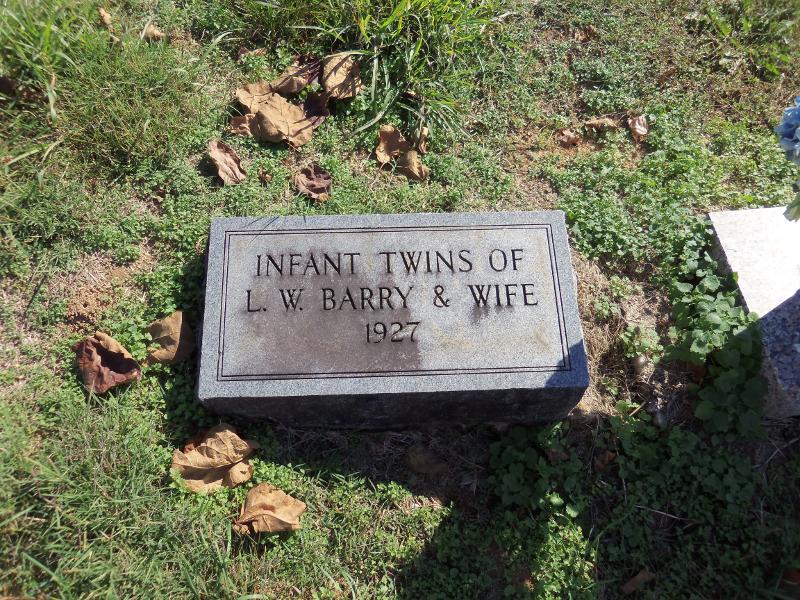 INFANT TWINS OF
L. W. BARRY & WIFE
1927